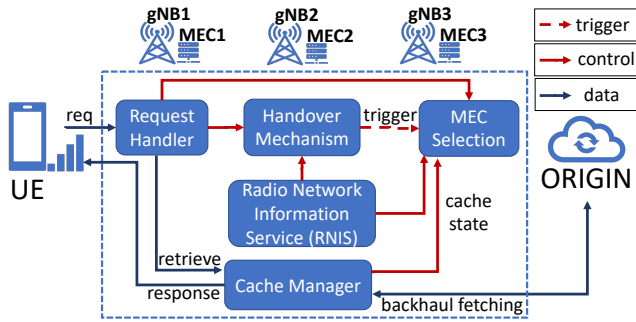 gNB1
MEC1
gNB2
MEC2
gNB3
MEC3
trigger
control
data
req
Request
Handler
Handover
Mechanism
trigger
MEC
Selection
UE
ORIGIN
Radio Network
Information
Service (RNIS)
cache
state
retrieve
response
Cache Manager
backhaul fetching